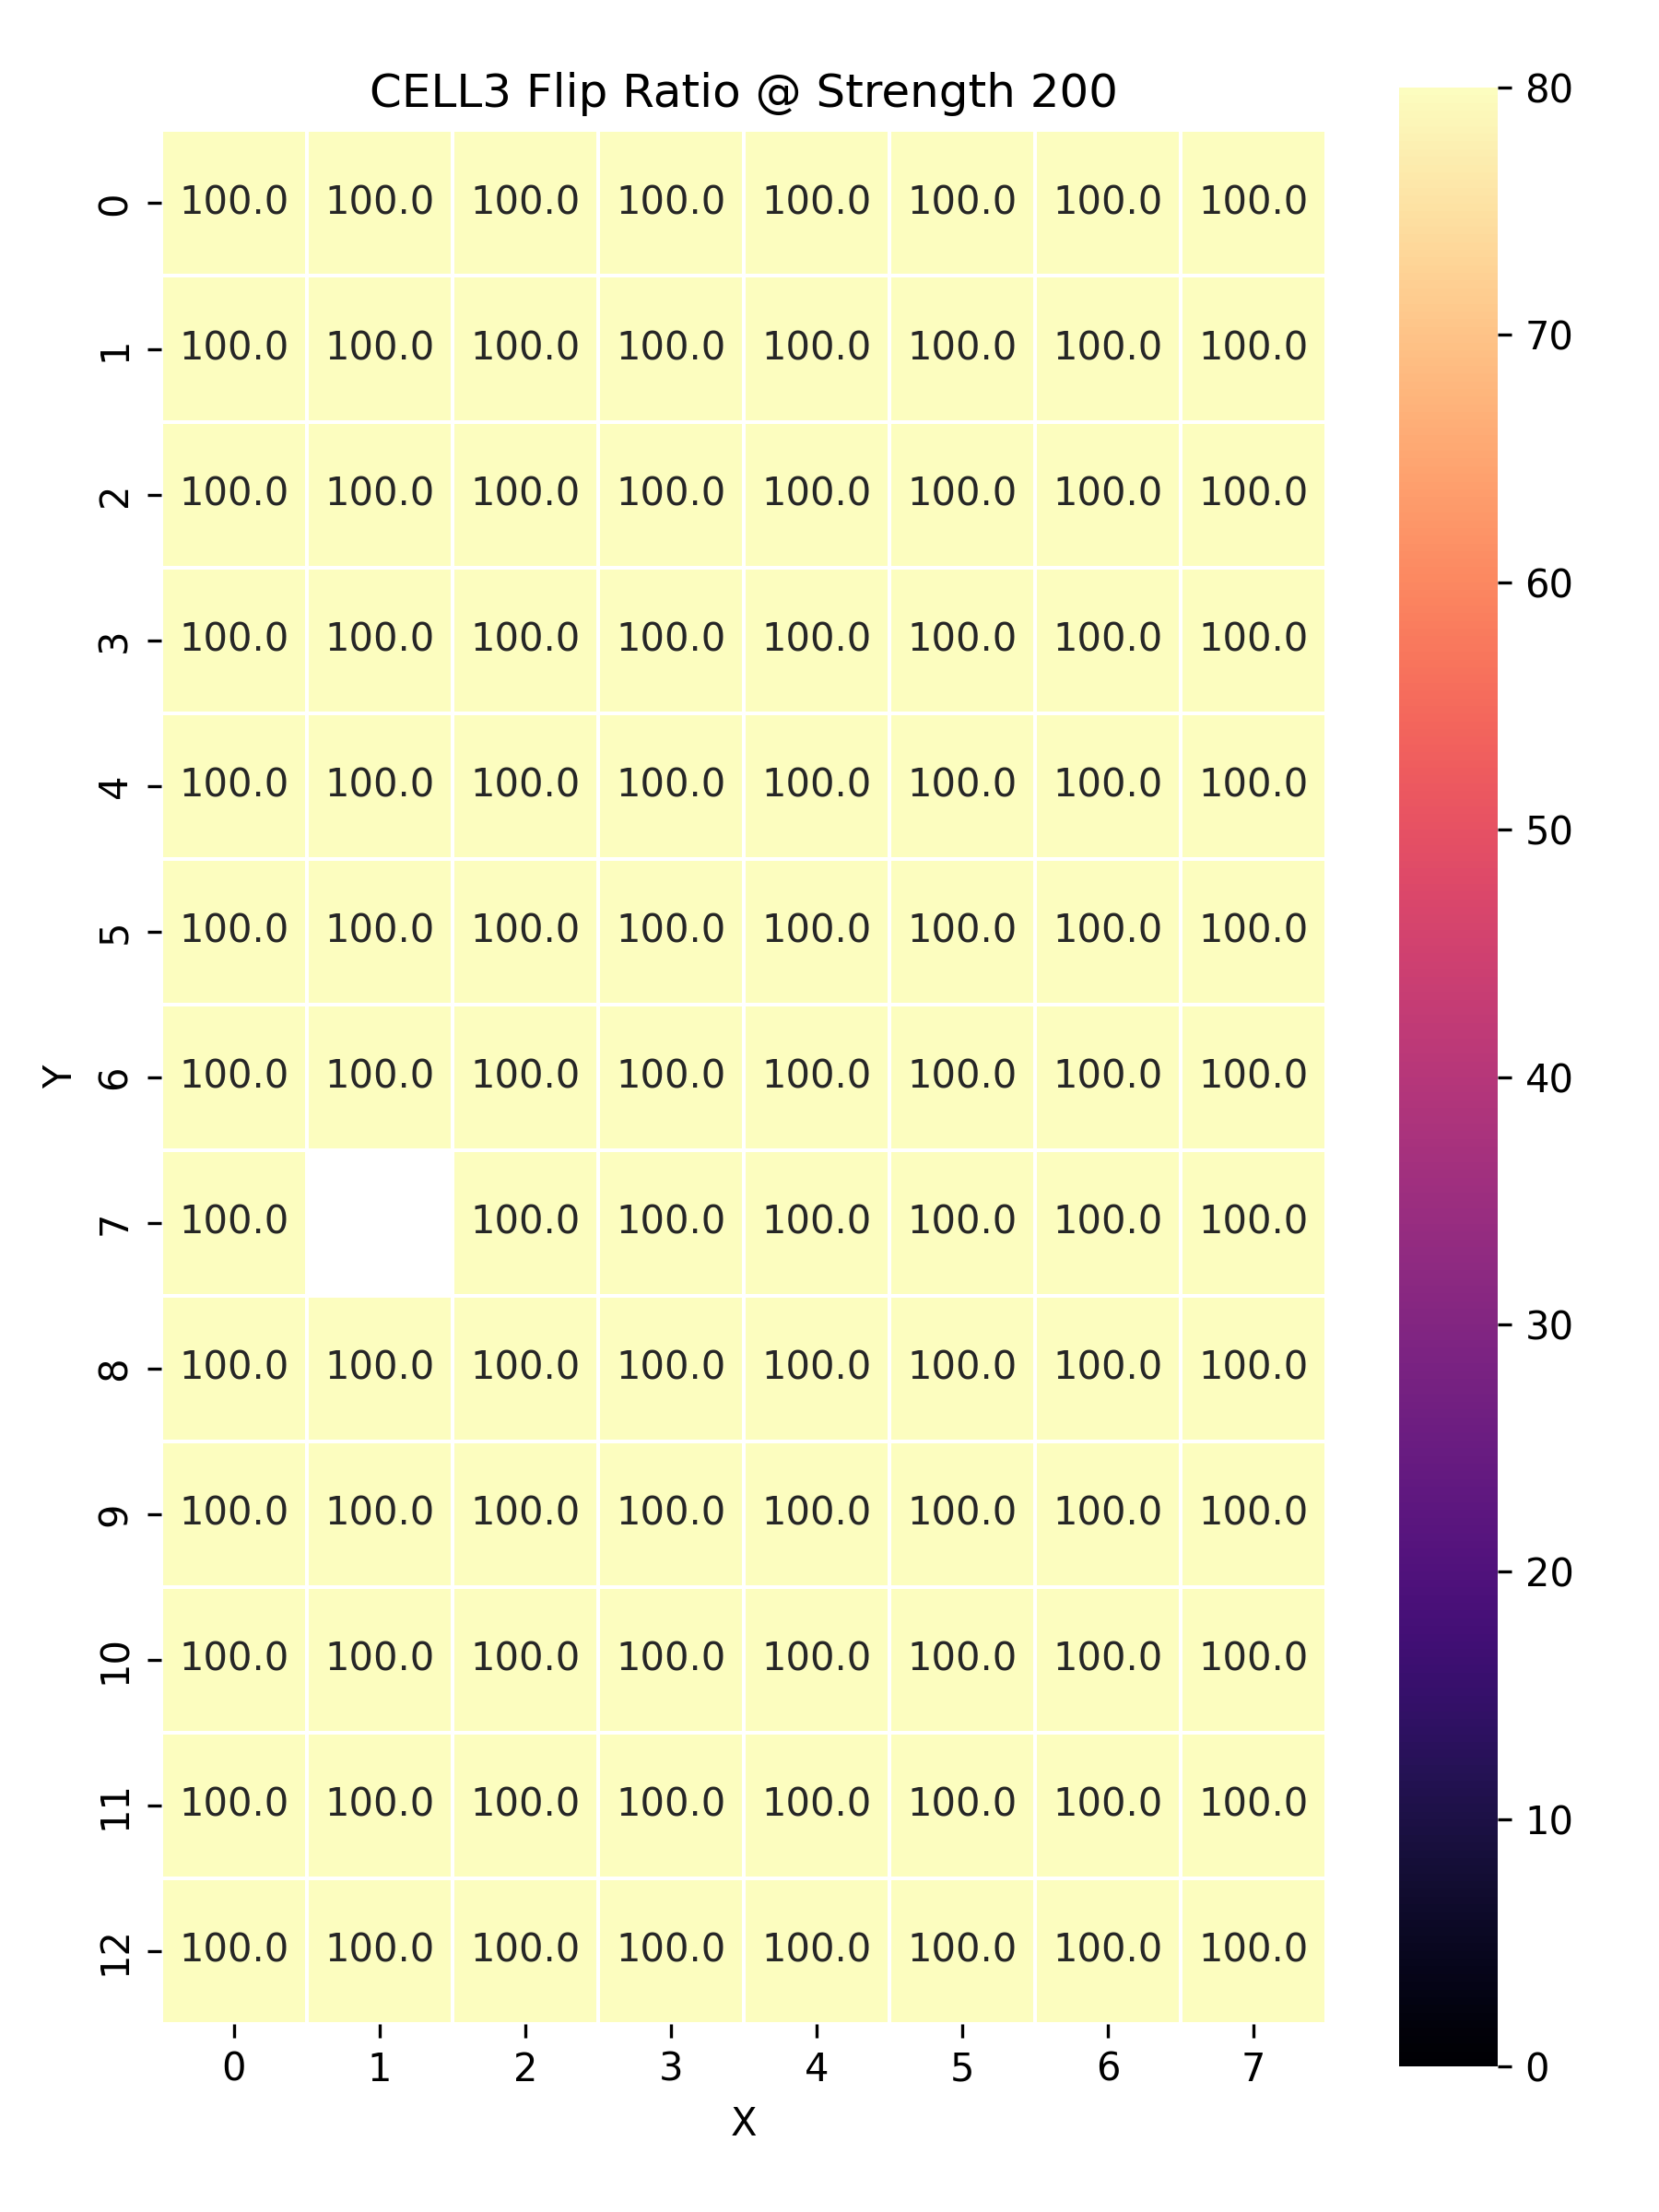 CELL3 Flip Ratio @ Strength 200
0 100.0 100.0 100.0 100.0 100.0 100.0 100.0 100.0
1 100.0 100.0 100.0 100.0 100.0 100.0 100.0 100.0
2 100.0 100.0 100.0 100.0 100.0 100.0 100.0 100.0
3 100.0 100.0 100.0 100.0 100.0 100.0 100.0 100.0
4 100.0 100.0 100.0 100.0 100.0 100.0 100.0 100.0
5 100.0 100.0 100.0 100.0 100.0 100.0 100.0 100.0
6 100.0 100.0 100.0 100.0 100.0 100.0 100.0 100.0
7 100.0 100.0 100.0 100.0 100.0 100.0 100.0
8 100.0 100.0 100.0 100.0 100.0 100.0 100.0 100.0
9 100.0 100.0 100.0 100.0 100.0 100.0 100.0 100.0
10 100.0 100.0 100.0 100.0 100.0 100.0 100.0 100.0
11 100.0 100.0 100.0 100.0 100.0 100.0 100.0 100.0
12 100.0 100.0 100.0 100.0 100.0 100.0 100.0 100.0
0 1 2 3 4 5 6 7
X
Y
80
70
60
50
40
30
20
10
0